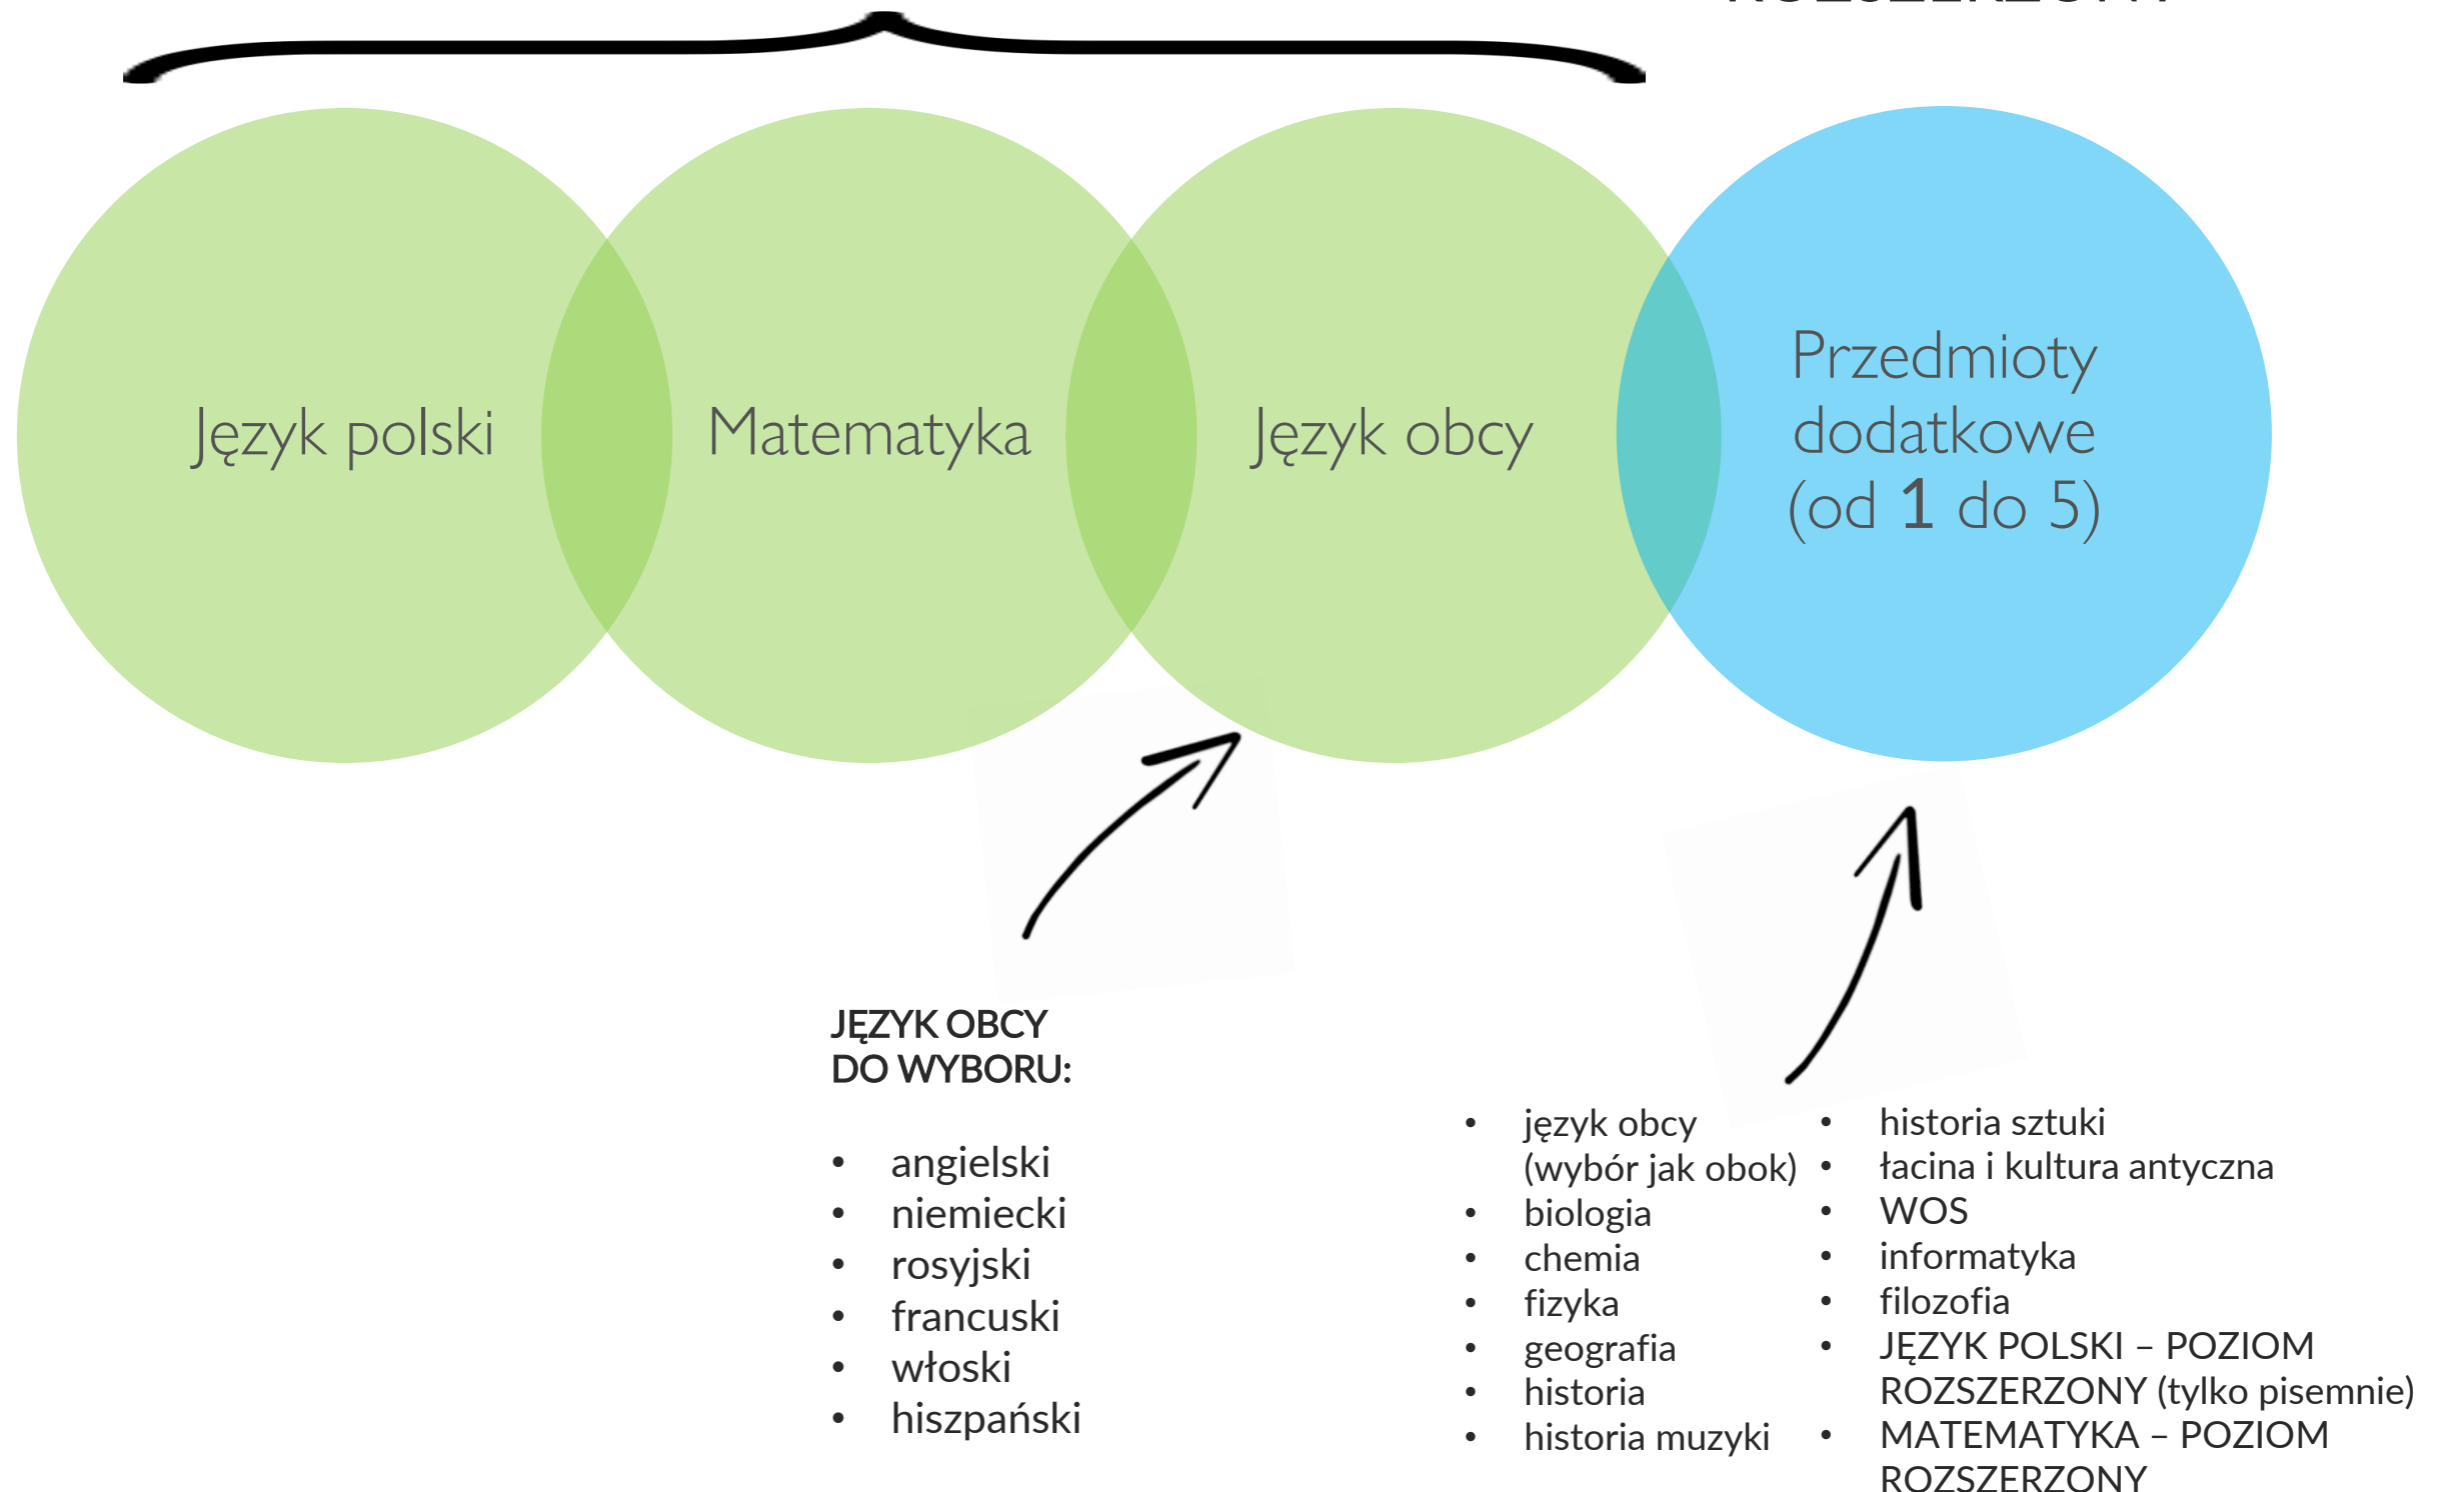 ROZSZERZONY
Język polski
Matematyka
Język obcy
Przedmioty
dodatkowe
(od 1 do 5)
JĘZYK OBCY
DO WYBORU:
• angielski
• niemiecki
• rosyjski
• francuski
• włoski
• hiszpański
• język obcy
(wybór jak obok)
• biologia
• chemia
• fizyka
• geografia
• historia
• historia muzyki
• historia sztuki
• łacina i kultura antyczna
• WOS
• informatyka
• filozofia
• JĘZYK POLSKI – POZIOM
ROZSZERZONY (tylko pisemnie)
• MATEMATYKA – POZIOM
ROZSZERZONY